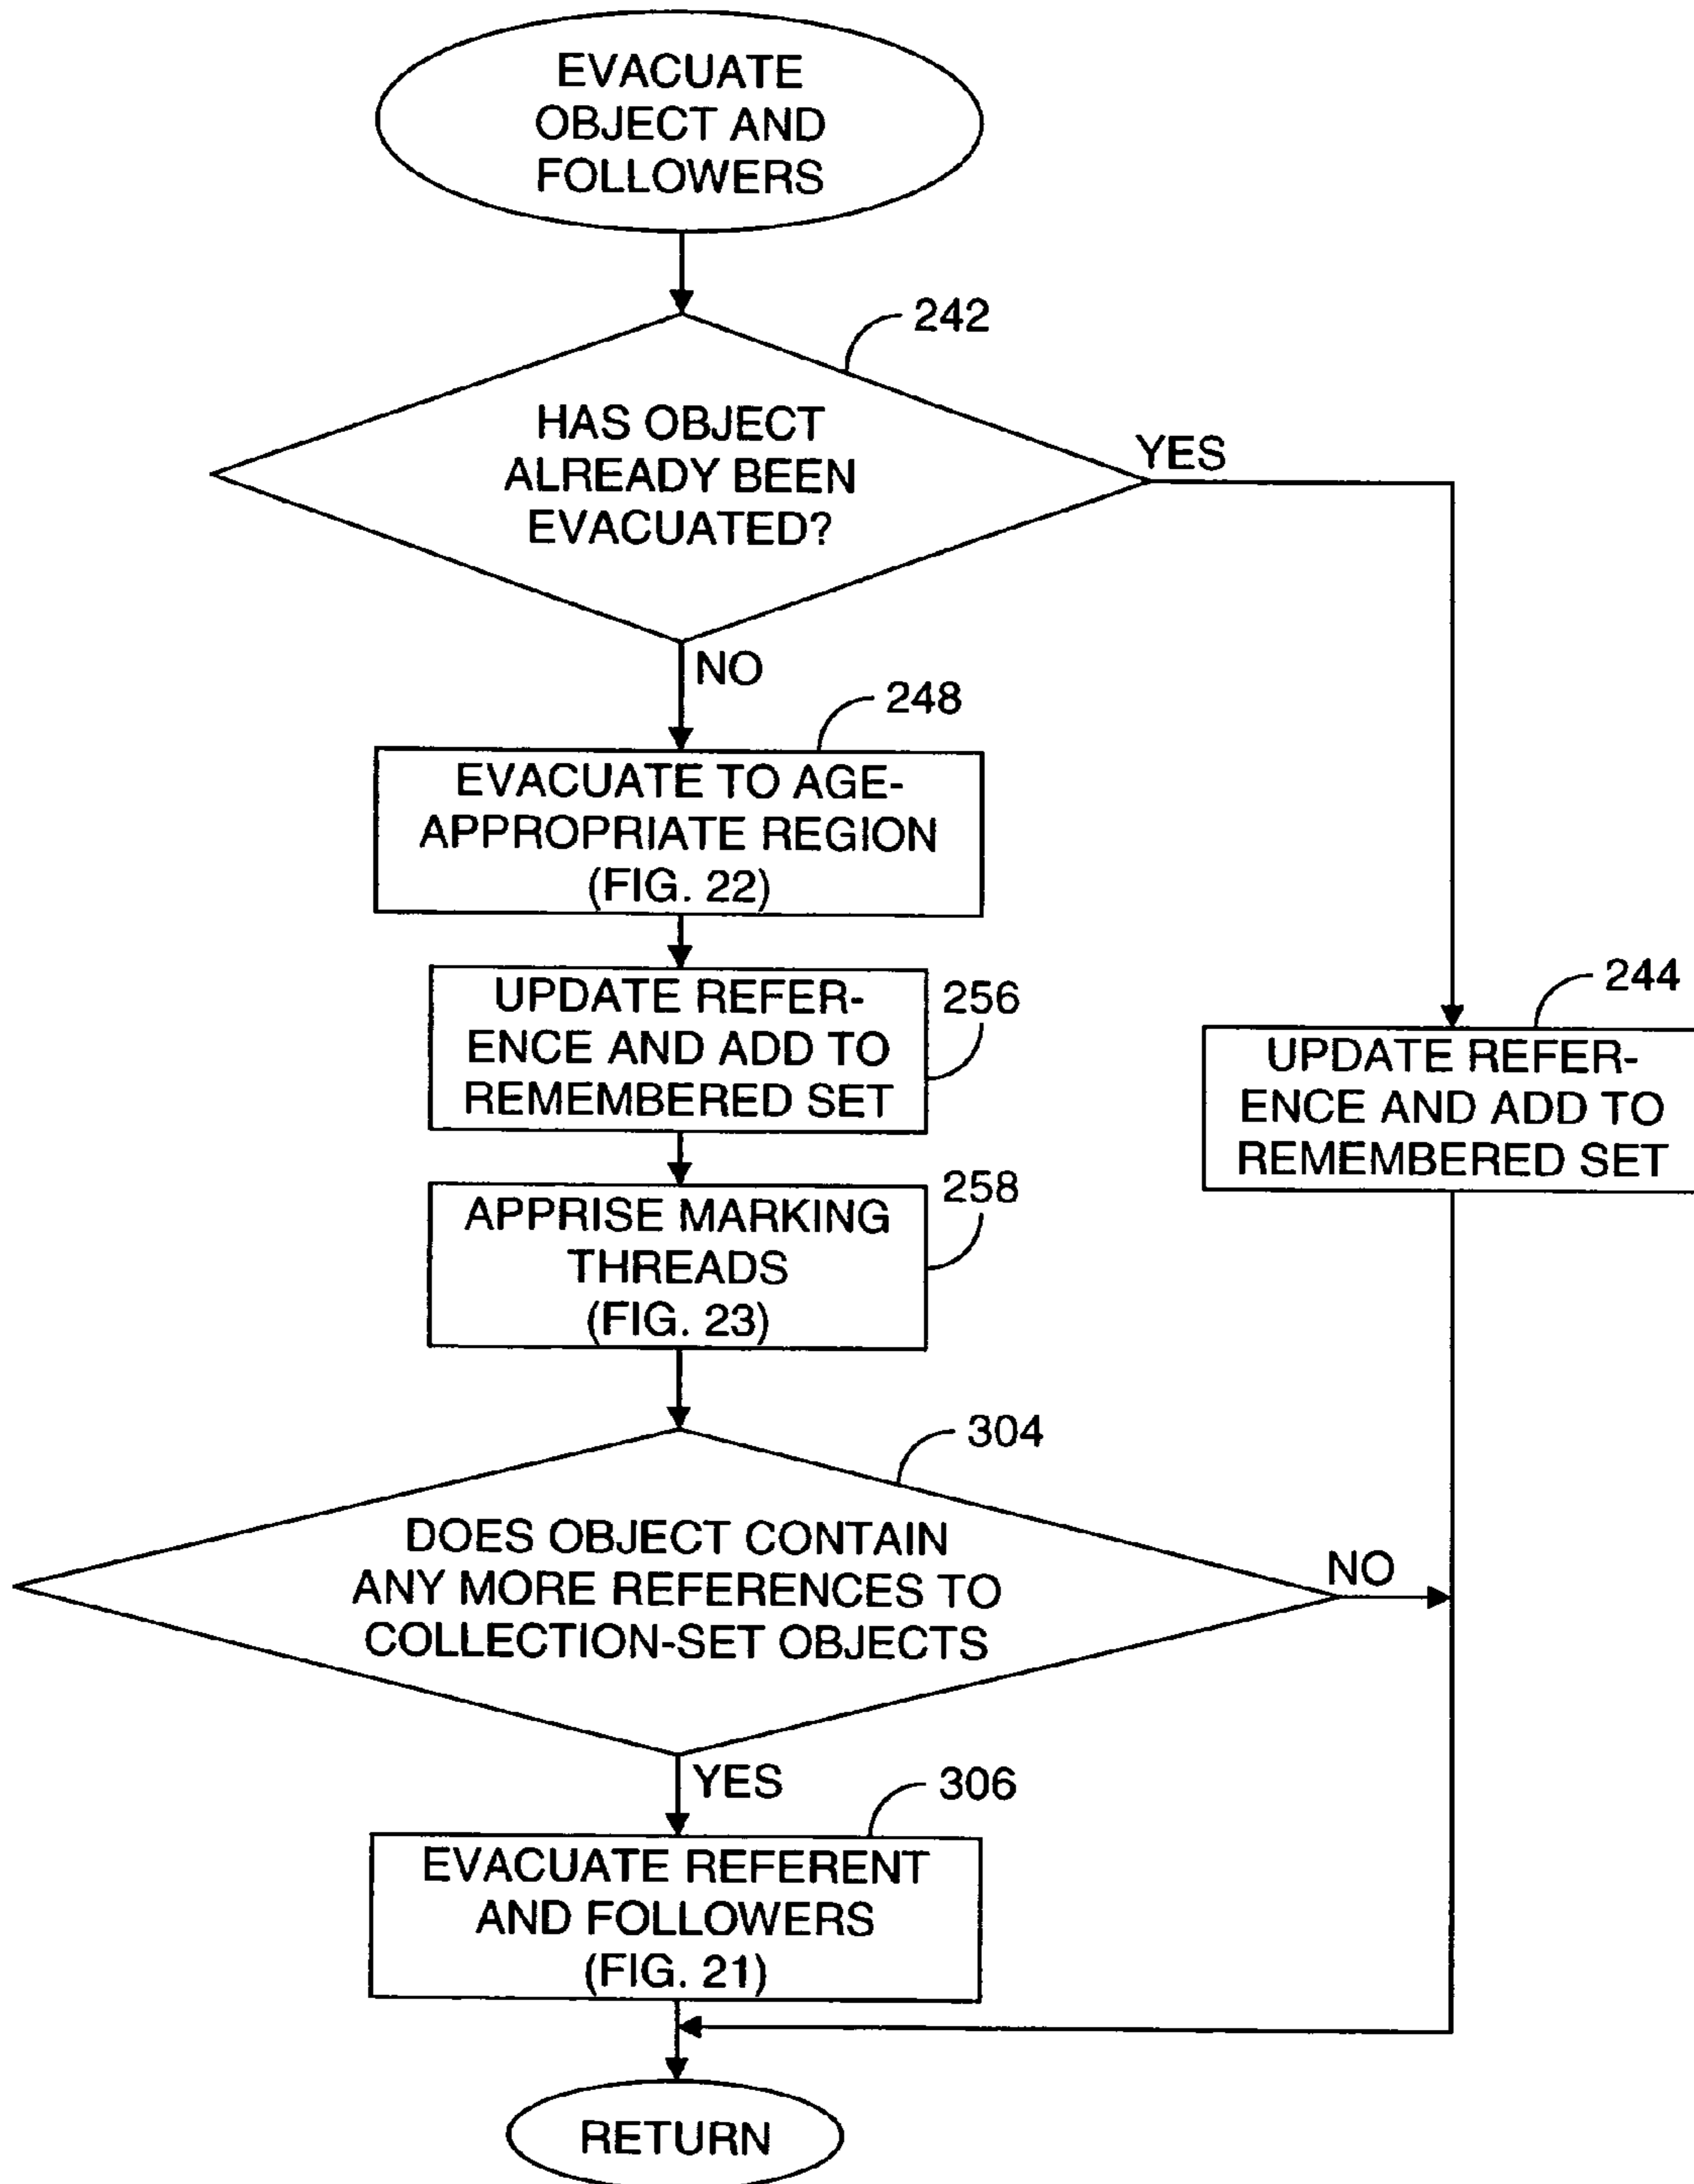 EVACUATE
OBJECT AND
FOLLOWERS
242
HAS OBJECT
ALREADY BEEN
EVACUATED?
YES
NO
248
EVACUATE TO AGE-
APPROPRIATE REGION
(FIG. 22)
UPDATE REFER-
ENCE AND ADD TO
REMEMBERED SET
256
244
UPDATE REFER-
ENCE AND ADD TO
REMEMBERED SET
APPRISE MARKING
THREADS
(FIG. 23)
258
304
DOES OBJECT CONTAIN
ANY MORE REFERENCES TO
COLLECTION-SET OBJECTS
NO
YES
306
EVACUATE REFERENT
AND FOLLOWERS
(FIG. 21)
RETURN